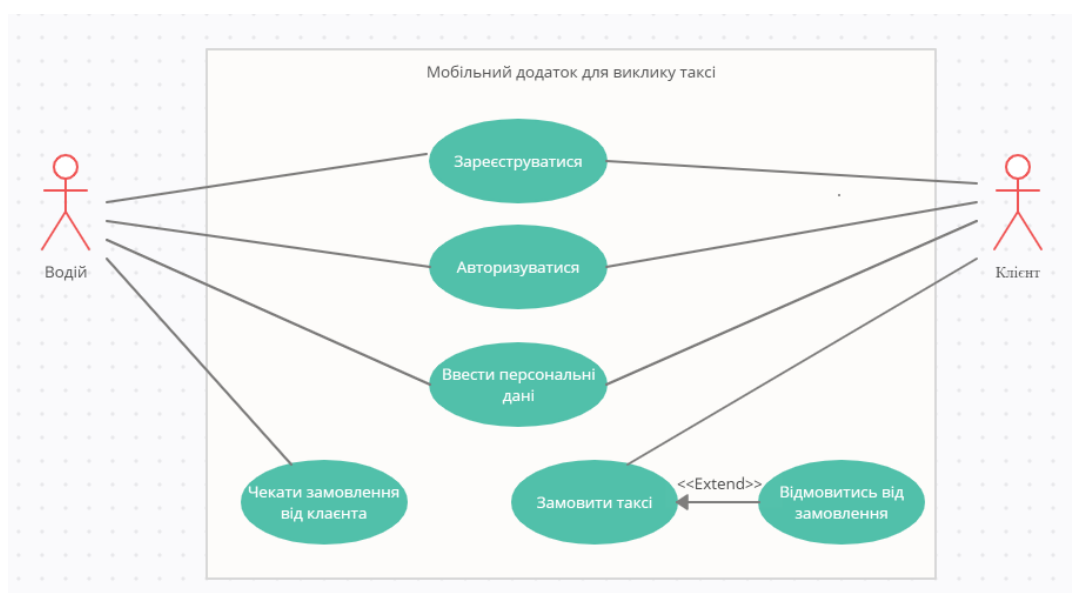 Мобільний додаток для виклику таксі
Зареєструватися
Авторизуватися
Водій
Клієнт
Ввести персональні
дані
Чекати замовлення
від клаєнта
Замовити таксі
<<Extend>>
Відмовитись від
замовлення